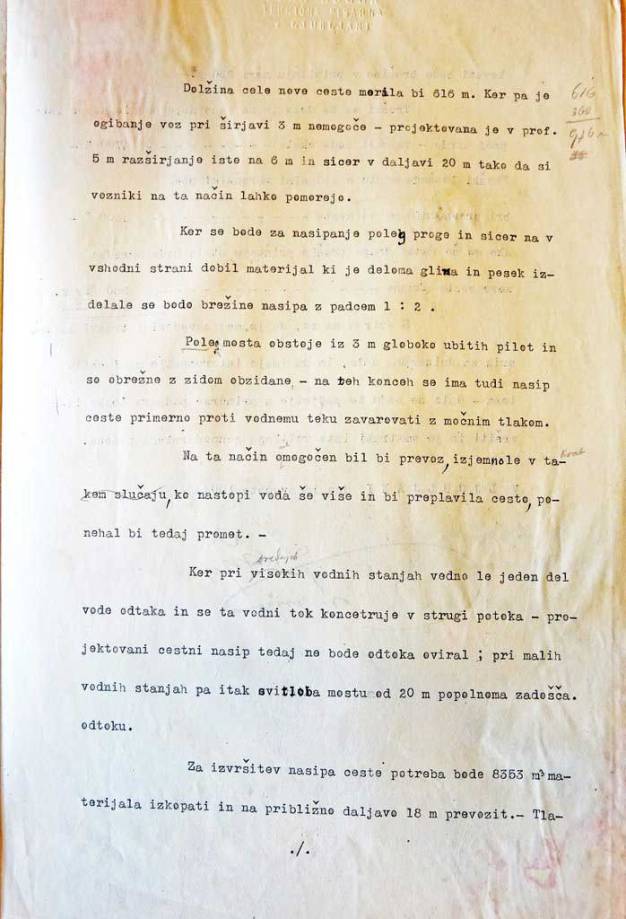 V LJUBLJANI
Dolžina cele nove ceste merila bi 616 m. Ker pa je
616
300
916 m
ogibanje voz pri širjavi 3 m nemogoče - projektovana je v prof.
5 m razširjanje iste na 6 m in sicer v daljavi 20 m tako da si
vozniki na ta način lahko pomorejo.
Ker se bode za nasipanje poleg proge in sicer na v
vshodni strani dobil materijal ki je deloma glina in pesek iz-
delale se bodo brežine nasipa z padcem 1 : 2 .
Pole mosta obstoje iz 3 m globoko ubitih pilot in
so obrežne z zidom obzidane - na teh konceh se ima tudi nasip
ceste primerno proti vodnemu teku zavarovati z močnim tlakom.
Na ta način omogočen bil bi prevoz, izjemnole v ta-
kem slučaju, ko nastopi voda še više in bi preplavila cesto, po-
nehal bi tedaj promet. -
srednjih
Ker pri visokih vodnih stanjah vedno le jeden del
vode odtaka in se ta vodni tok koncetruje v strugi potoka - pro-
jektovani cestni nasip tedaj ne bode odtoka oviral ; pri malih
vodnih stanjah pa itak svitloba mostu od 20 m popolnoma zadošča.
odtoku.
Za izvršitev nasipa ceste potreba bode 8353 m³ ma-
terijala izkopati in na približno daljavo 18 m prevozit.- Tla-
./.